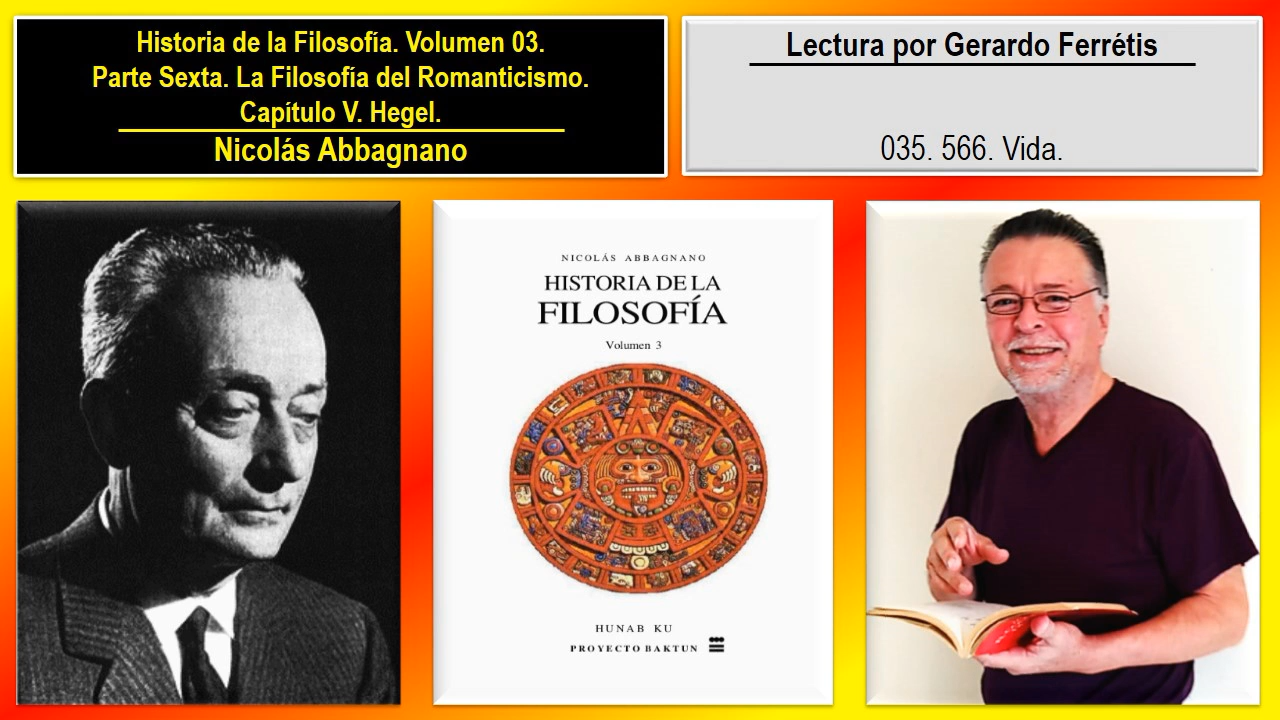 Historia de la Filosofía. Volumen 03.
Parte Sexta. La Filosofía del Romanticismo.
Capítulo V. Hegel.
Nicolás Abbagnano
Lectura por Gerardo Ferrétis
035. 566. Vida.
NICOLÁS ABBAGNANO
HISTORIA DE LA
FILOSOFÍA
Volumen 3
HUNAB KU
PROYECTO BAKTUN